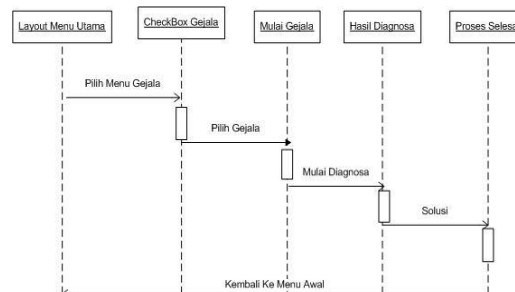 Layout Menu Utama
CheckBox Gejala
Mulai Gejala
Hasil Diagnosa
Proses Selesa
Pilih Menu Gejala
Pilih Gejala
Mulai Diagnosa
Solusi
Kembali Ke Menu Awal